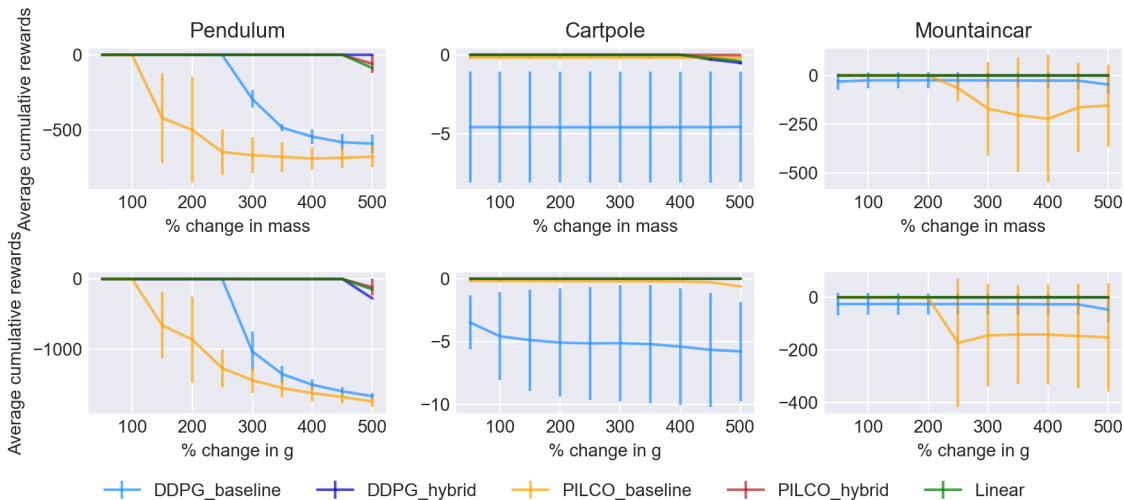 Pendulum Cartpole Mountaincar
Average cumulative rewards
0 −500
0 −5
0 −250 −500
100 200 300 400 500
100 200 300 400 500
100 200 300 400 500
% change in mass % change in mass % change in mass
Average cumulative rewards
0 −1000
0 −5 −10
0 −200 −400
100 200 300 400 500
100 200 300 400 500
100 200 300 400 500
% change in g % change in g % change in g
DDPG_baseline DDPG_hybrid PILCO_baseline PILCO_hybrid Linear